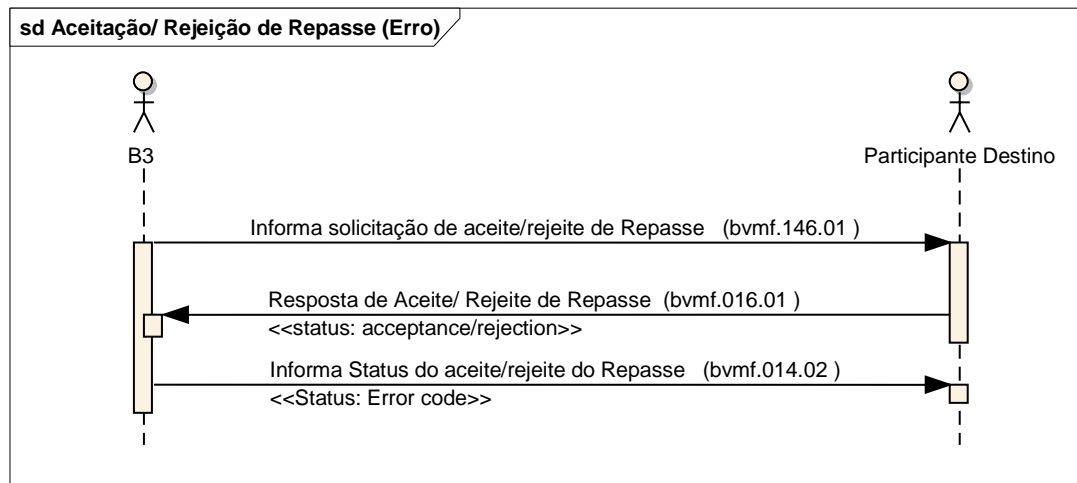 sd Aceitação/ Rejeição de Repasse (Erro)
B3
Participante Destino
Informa solicitação de aceite/rejeite de Repasse (bvmf.146.01 )
Resposta de Aceite/ Rejeite de Repasse (bvmf.016.01 )
<<status: acceptance/rejection>>
Informa Status do aceite/rejeite do Repasse (bvmf.014.02 )
<<Status: Error code>>